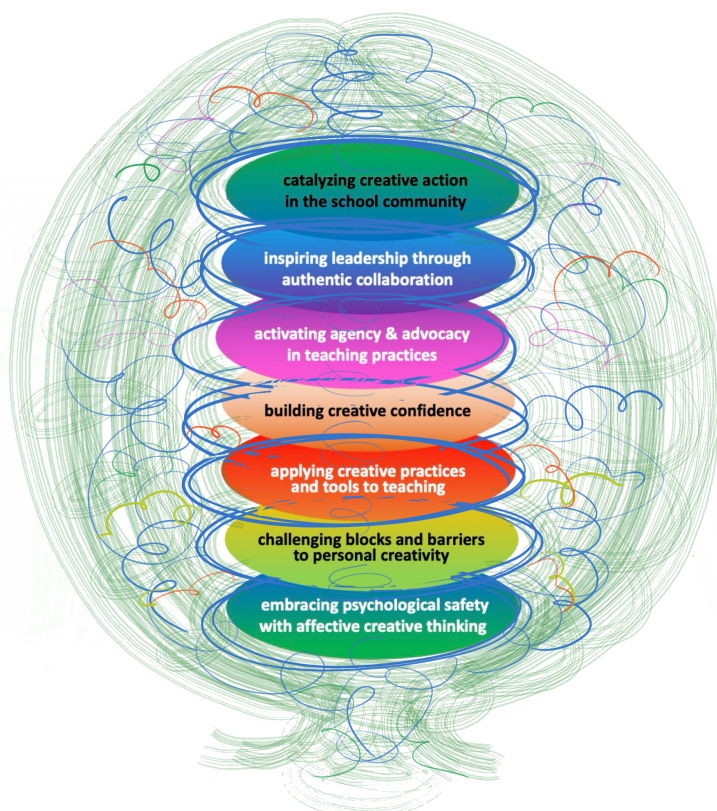 catalyzing creative action
in the school community
inspiring leadership through
authentic collaboration
activating agency & advocacy
in teaching practices
building creative confidence
applying creative practices
and tools to teaching
challenging blocks and barriers
to personal creativity
embracing psychological safety
with affective creative thinking